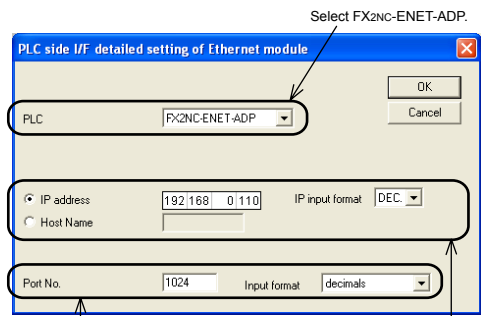 Select FX2NC-ENET-ADP.
PLC side I/F detailed setting of Ethernet module
OK
PLC FX2NC-ENET-ADP Cancel
IP address 192 168 0 110 IP input format DEC.
Host Name
Port No. 1024 Input format decimals